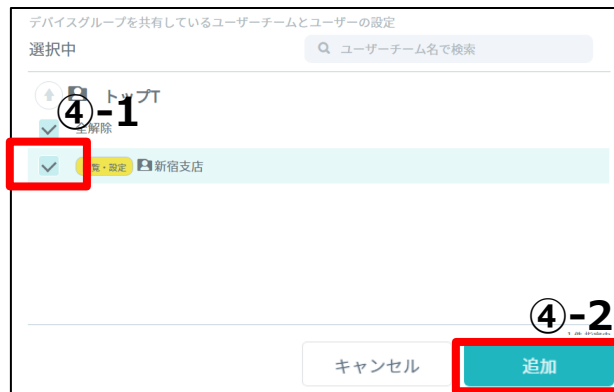 デバイスグループを共有しているユーザーチームとユーザーの設定
選択中
ユーザーチーム名で検索
トップT
④-1
全解除
覧・設定 新宿支店
④-2
キャンセル
追加